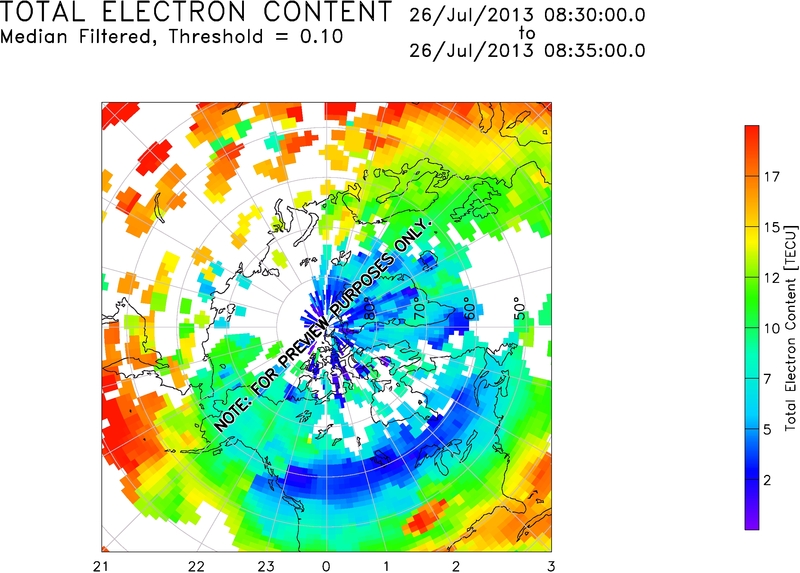 TOTAL ELECTRON CONTENT
26/Jul/2013 08:30:00.0
Median Filtered, Threshold = 0.10
to
26/Jul/2013 08:35:00.0
17
15
12
10
7
5
2
Total Electron Content [TECU]
NOTE: FOR PREVIEW PURPOSES ONLY.
80°
70°
60°
50°
21 22 23 0 1 2 3